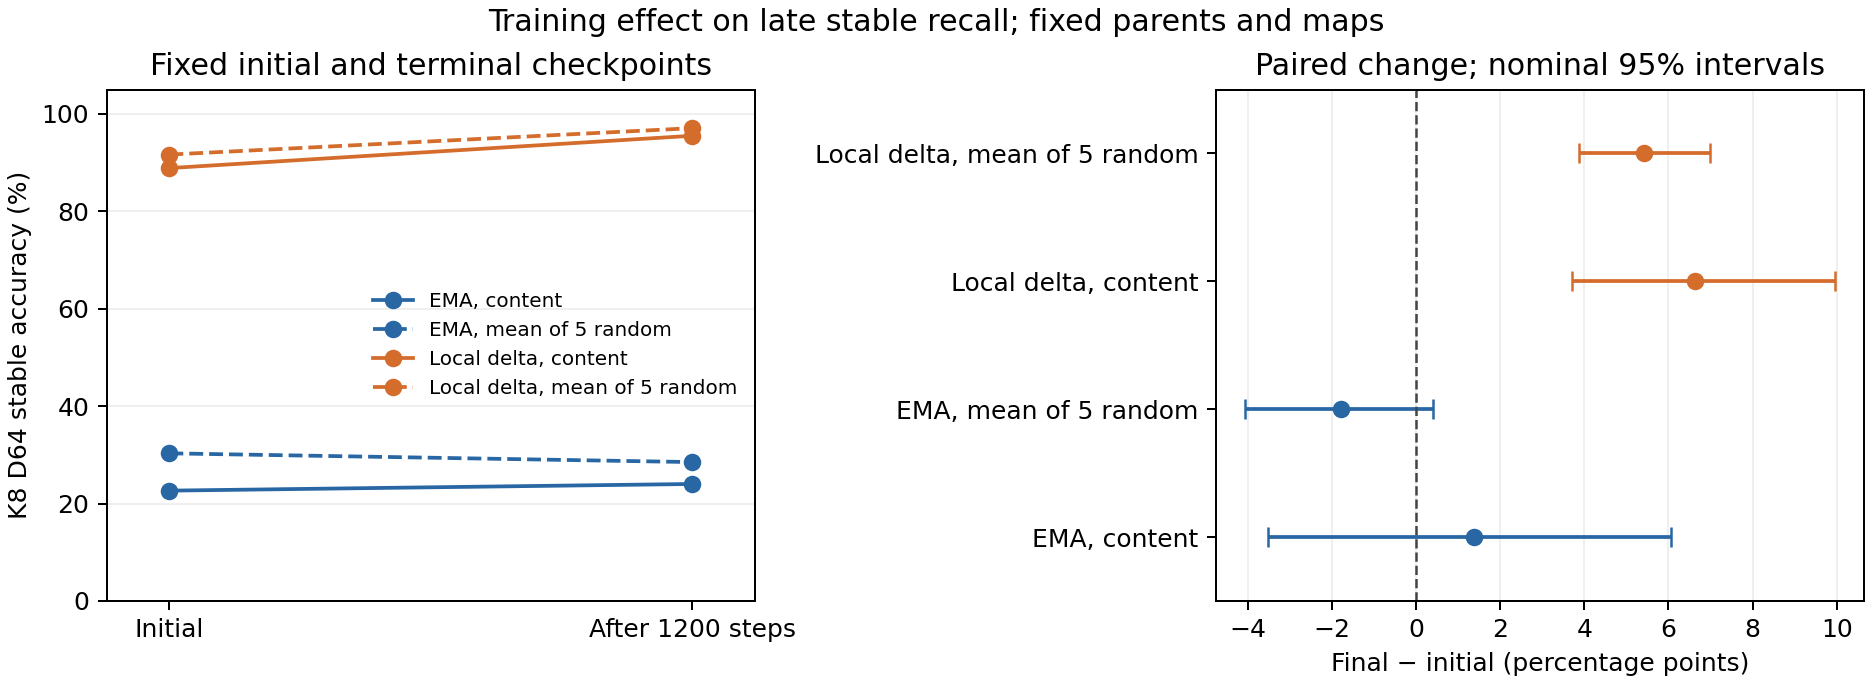 Training effect on late stable recall; fixed parents and maps
Fixed initial and terminal checkpoints
K8 D64 stable accuracy (%)
100
80
60
40
20
0
EMA, content
EMA, mean of 5 random
Local delta, content
Local delta, mean of 5 random
Initial
After 1200 steps
Paired change; nominal 95% intervals
Local delta, mean of 5 random
Local delta, content
EMA, mean of 5 random
EMA, content
−4 −2 0 2 4 6 8 10
Final − initial (percentage points)